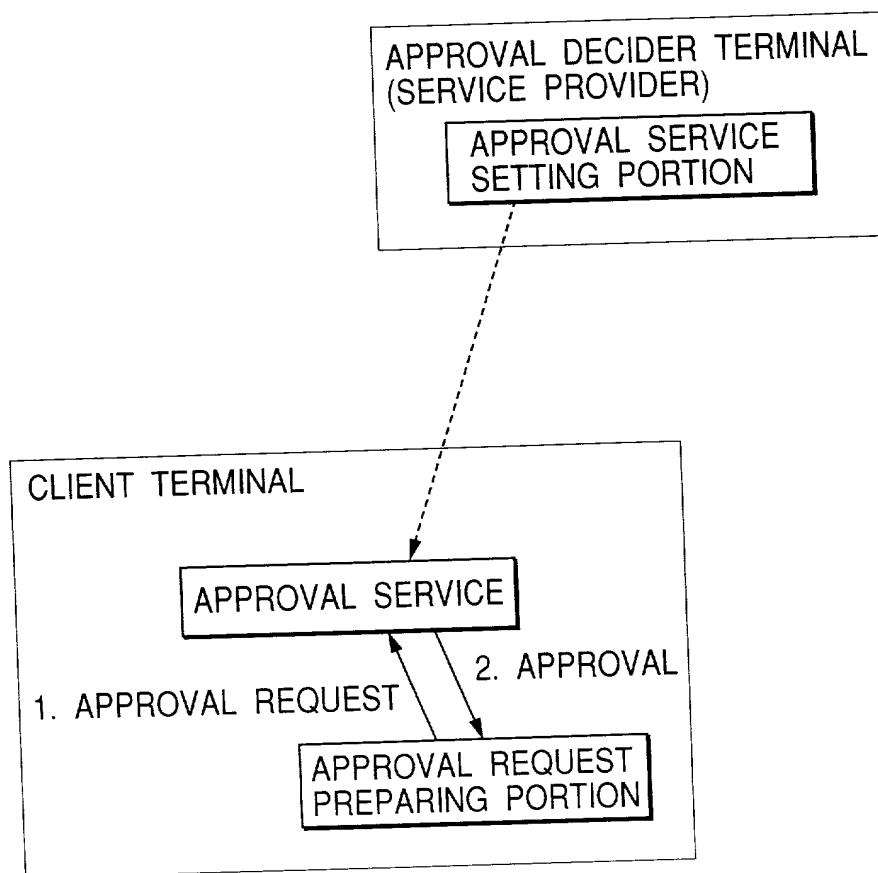 APPROVAL DECIDER TERMINAL
(SERVICE PROVIDER)
APPROVAL SERVICE
SETTING PORTION
CLIENT TERMINAL
APPROVAL SERVICE
1. APPROVAL REQUEST
2. APPROVAL
APPROVAL REQUEST
PREPARING PORTION